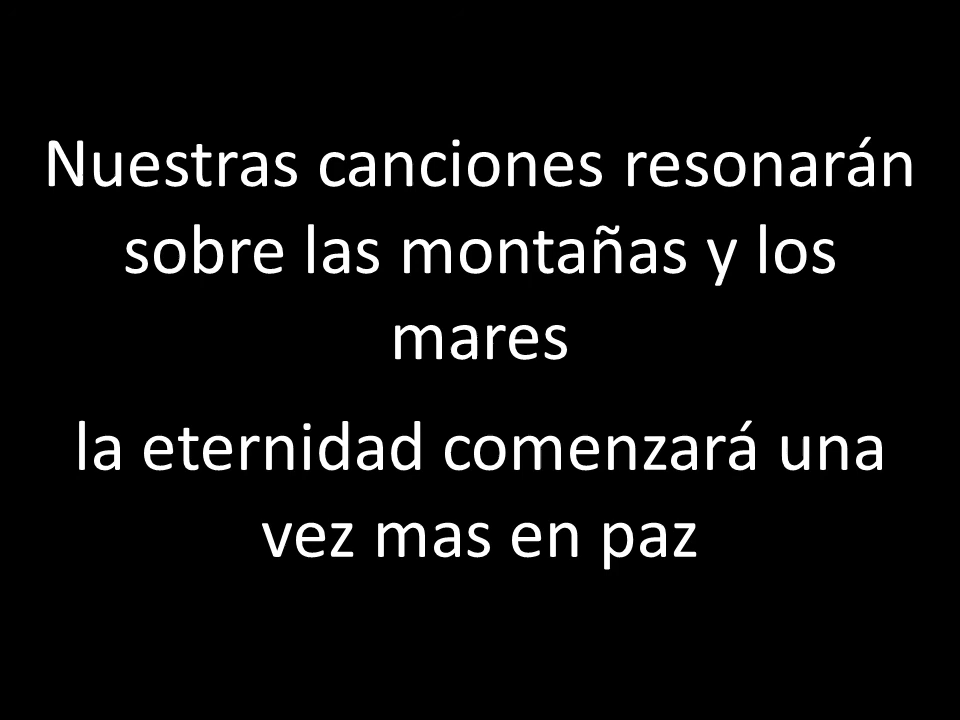 Nuestras canciones resonarán
sobre las montañas y los
mares
la eternidad comenzará una
vez mas en paz